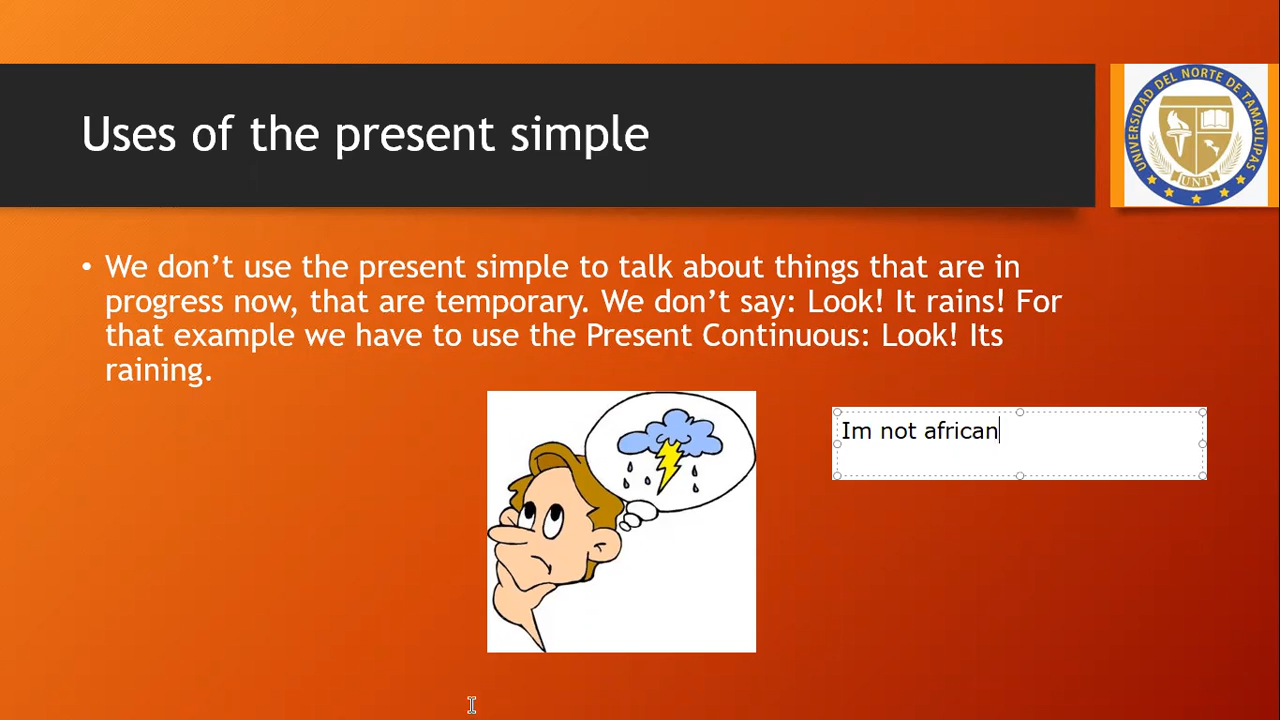 Uses of the present simple
UNIVERSIDAD DEL NORTE DE TAMAULIPAS
UNT
• We don’t use the present simple to talk about things that are in
progress now, that are temporary. We don’t say: Look! It rains! For
that example we have to use the Present Continuous: Look! Its
raining.
Im not african